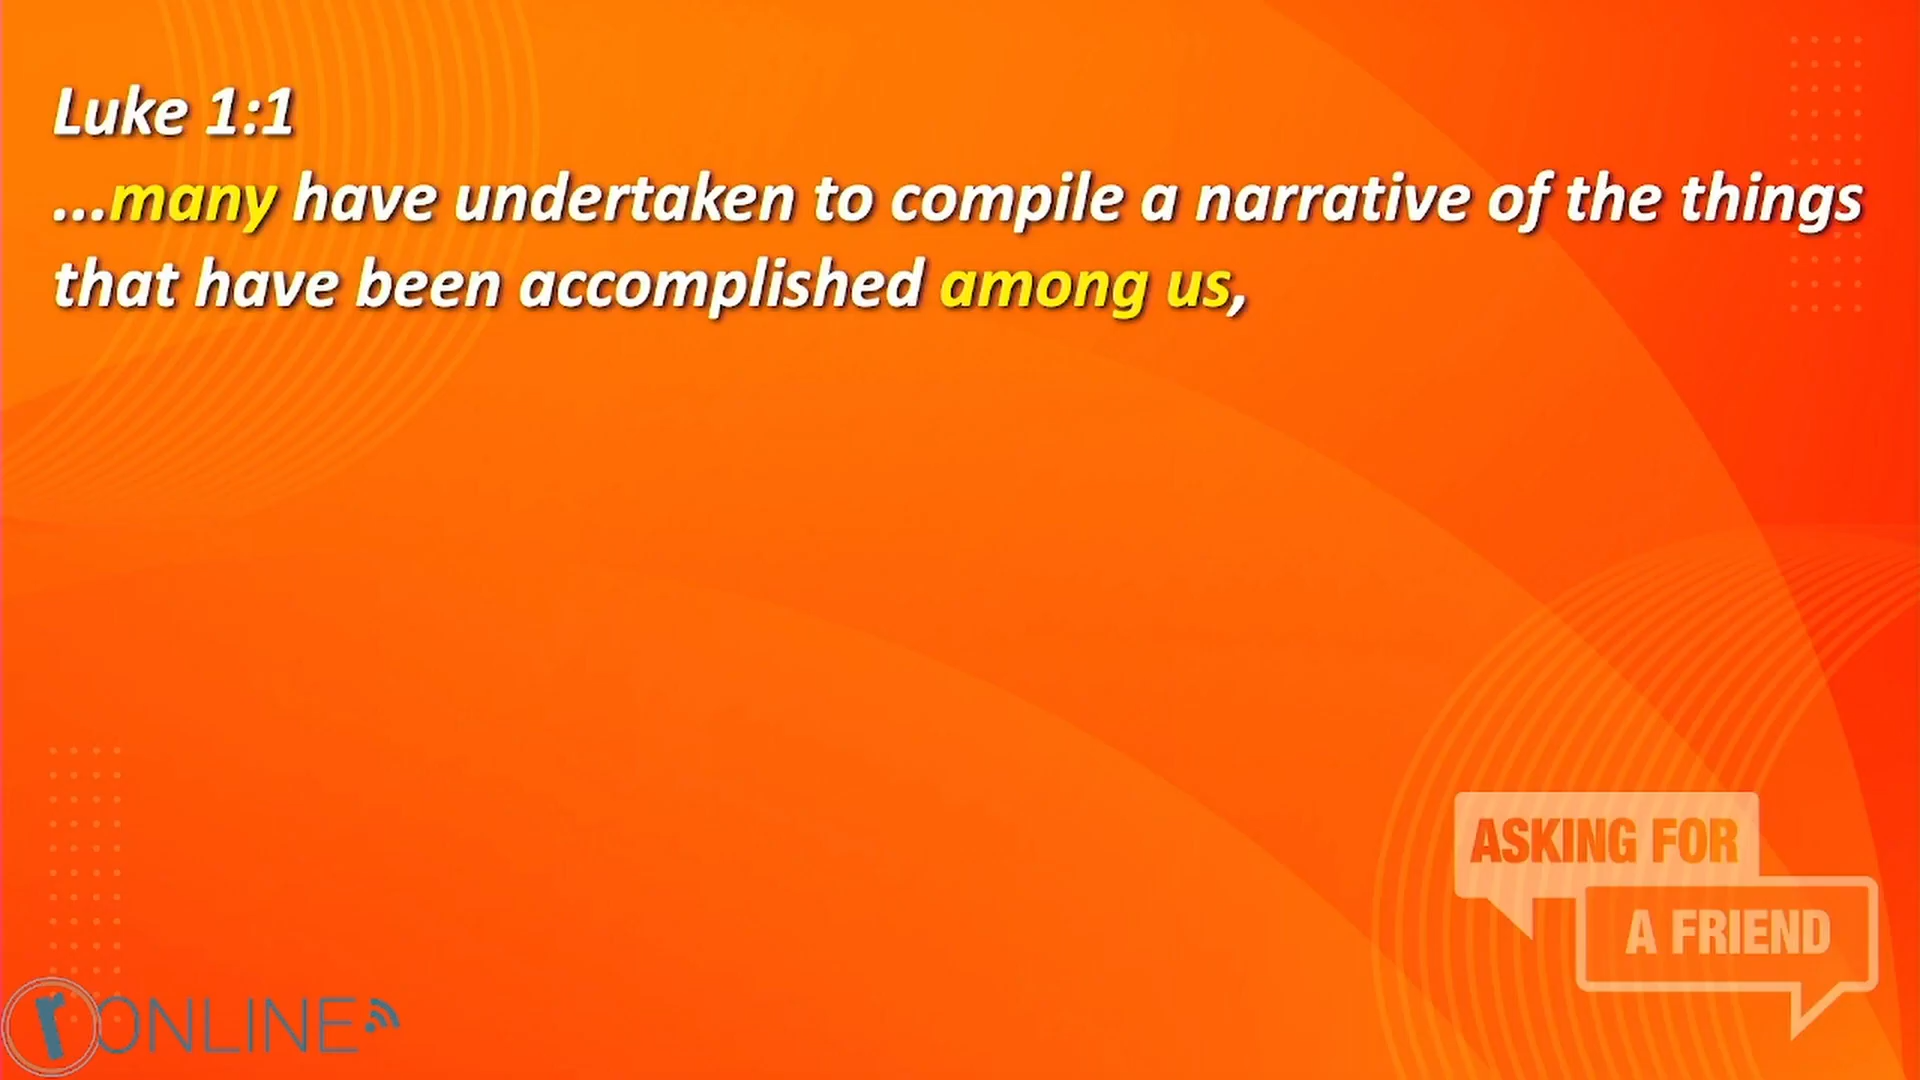 Luke 1:1
...many have undertaken to compile a narrative of the things
that have been accomplished among us,
ASKING FOR
A FRIEND
r ONLINE